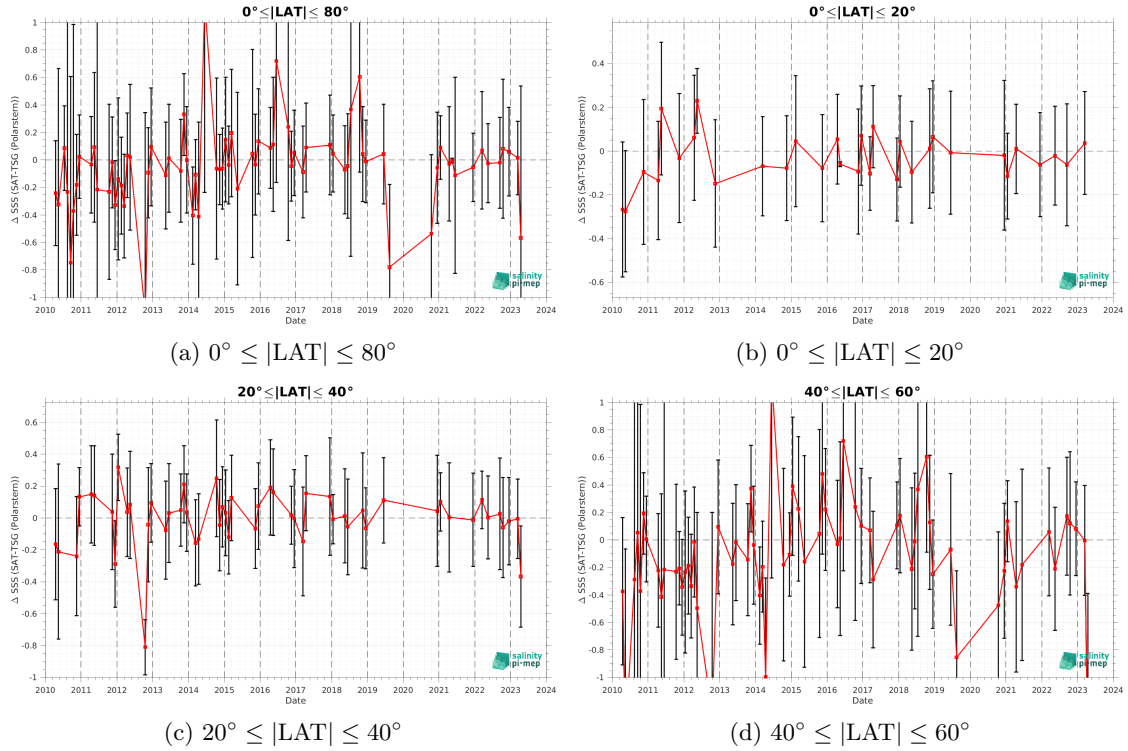 0°≤|LAT|≤ 80°
Δ SSS (SAT-TSG (Polarstern))
1
0.8
0.6
0.4
0.2
0
-0.2
-0.4
-0.6
-0.8
-1
2010 2011 2012 2013 2014 2015 2016 2017 2018 2019 2020 2021 2022 2023 2024
Date
salinity
pi-mep
(a) 0° ≤ |LAT| ≤ 80°
0°≤|LAT|≤ 20°
Δ SSS (SAT-TSG (Polarstern))
0.4
0.2
0
-0.2
-0.4
-0.6
2010 2011 2012 2013 2014 2015 2016 2017 2018 2019 2020 2021 2022 2023 2024
Date
salinity
pi-mep
(b) 0° ≤ |LAT| ≤ 20°
20°≤|LAT|≤ 40°
Δ SSS (SAT-TSG (Polarstern))
0.6
0.4
0.2
0
-0.2
-0.4
-0.6
-0.8
-1
2010 2011 2012 2013 2014 2015 2016 2017 2018 2019 2020 2021 2022 2023 2024
Date
salinity
pi-mep
(c) 20° ≤ |LAT| ≤ 40°
40°≤|LAT|≤ 60°
Δ SSS (SAT-TSG (Polarstern))
1
0.8
0.6
0.4
0.2
0
-0.2
-0.4
-0.6
-0.8
-1
2010 2011 2012 2013 2014 2015 2016 2017 2018 2019 2020 2021 2022 2023 2024
Date
salinity
pi-mep
(d) 40° ≤ |LAT| ≤ 60°